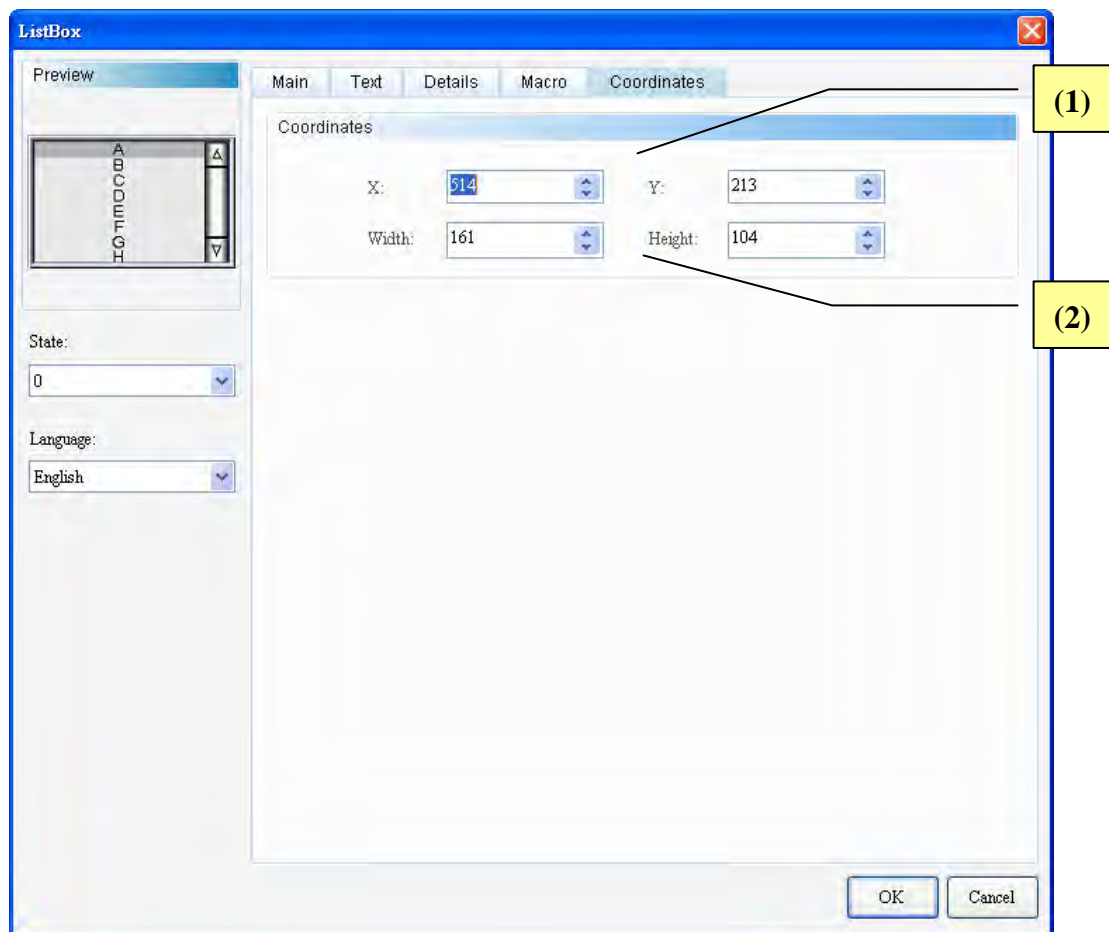 ListBox
Preview
A
B
C
D
E
F
G
H
State:
0
Language:
English
Main Text Details Macro Coordinates
Coordinates
X: 514 Y: 213
Width: 161 Height: 104
(1)
(2)
OK Cancel